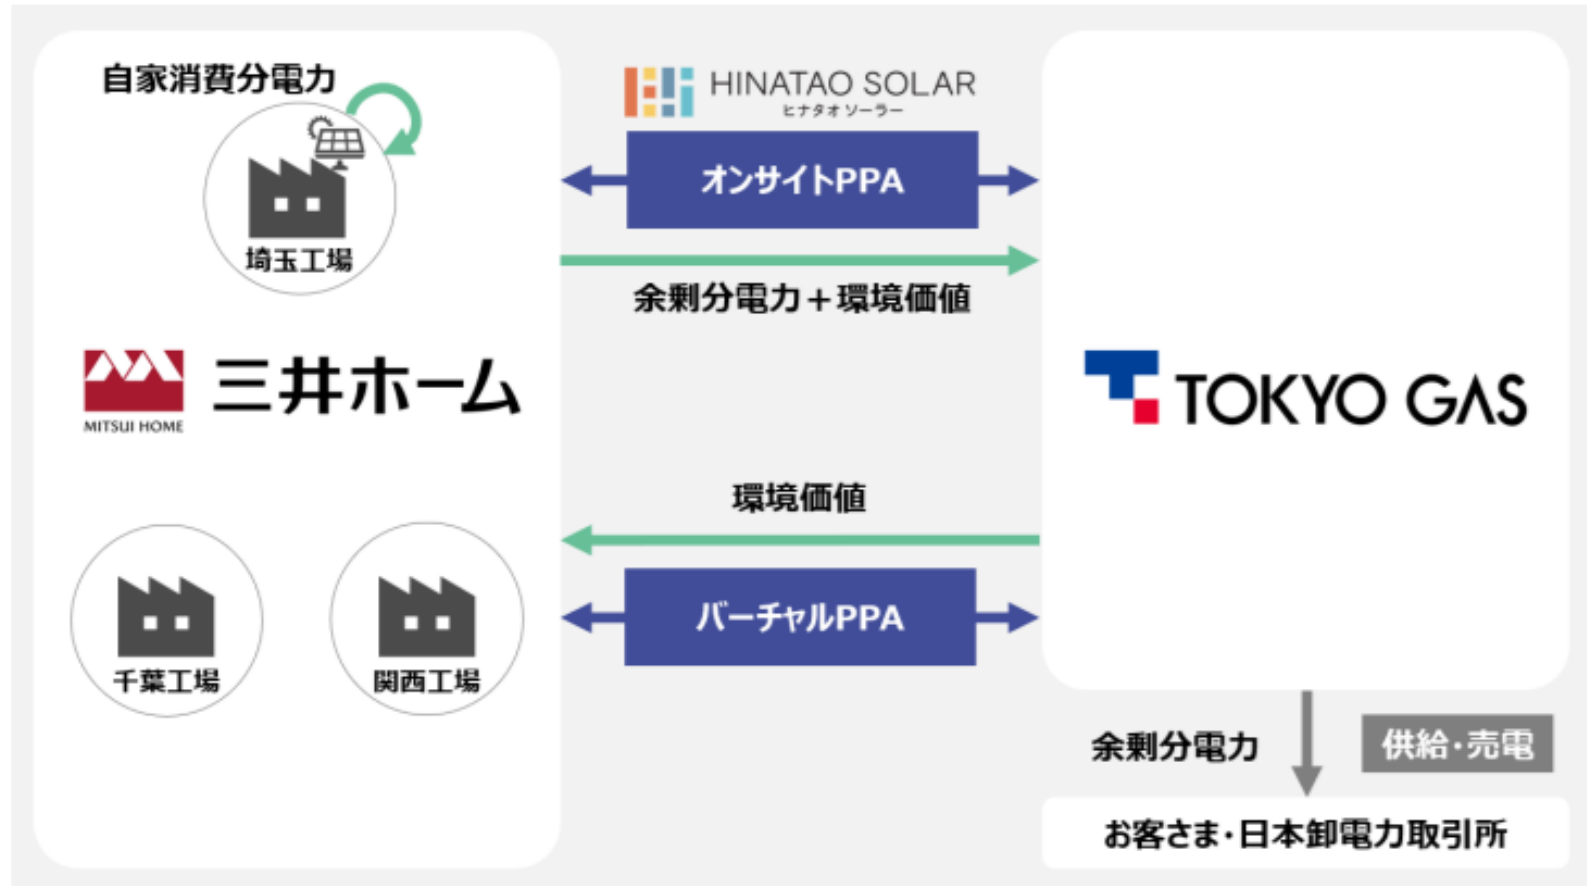 自家消費分電力
埼玉工場
三井ホーム
MITSUI HOME
千葉工場
関西工場
HINATAO SOLAR
ヒナタオソーラー
オンサイトPPA
余剰分電力+環境価値
環境価値
バーチャルPPA
TOKYO GAS
余剰分電力
供給・売電
お客さま・日本卸電力取引所